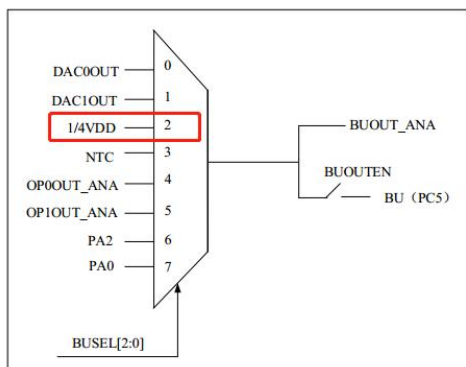 DAC0OUT 0
DAC1OUT 1
1/4VDD 2
NTC 3
OP0OUT_ANA 4
OP1OUT_ANA 5
PA2 6
PA0 7
BUOUT_ANA
BUOUTEN
BU（PC5）
BUSEL[2:0]